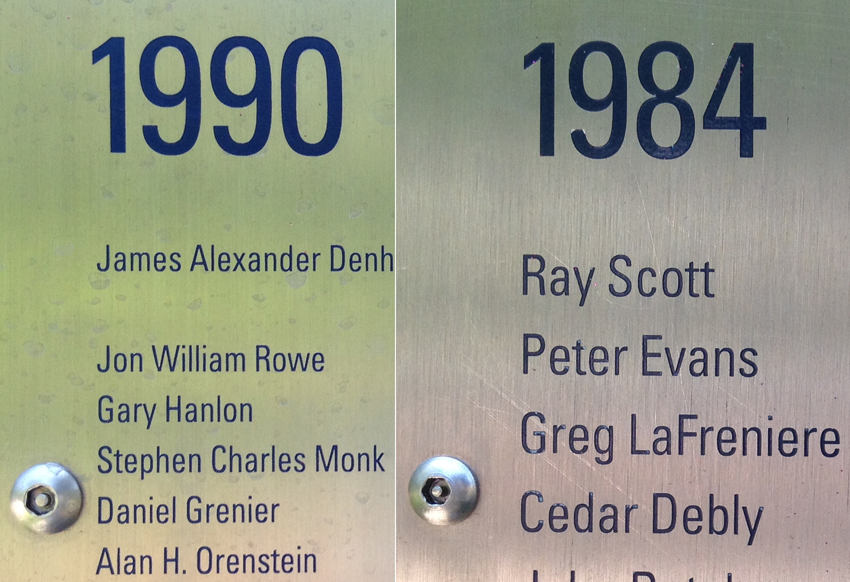 1990
James Alexander Denh
Jon William Rowe
Gary Hanlon
Stephen Charles Monk
Daniel Grenier
Alan H. Orenstein
1984
Ray Scott
Peter Evans
Greg LaFreniere
Cedar Debly